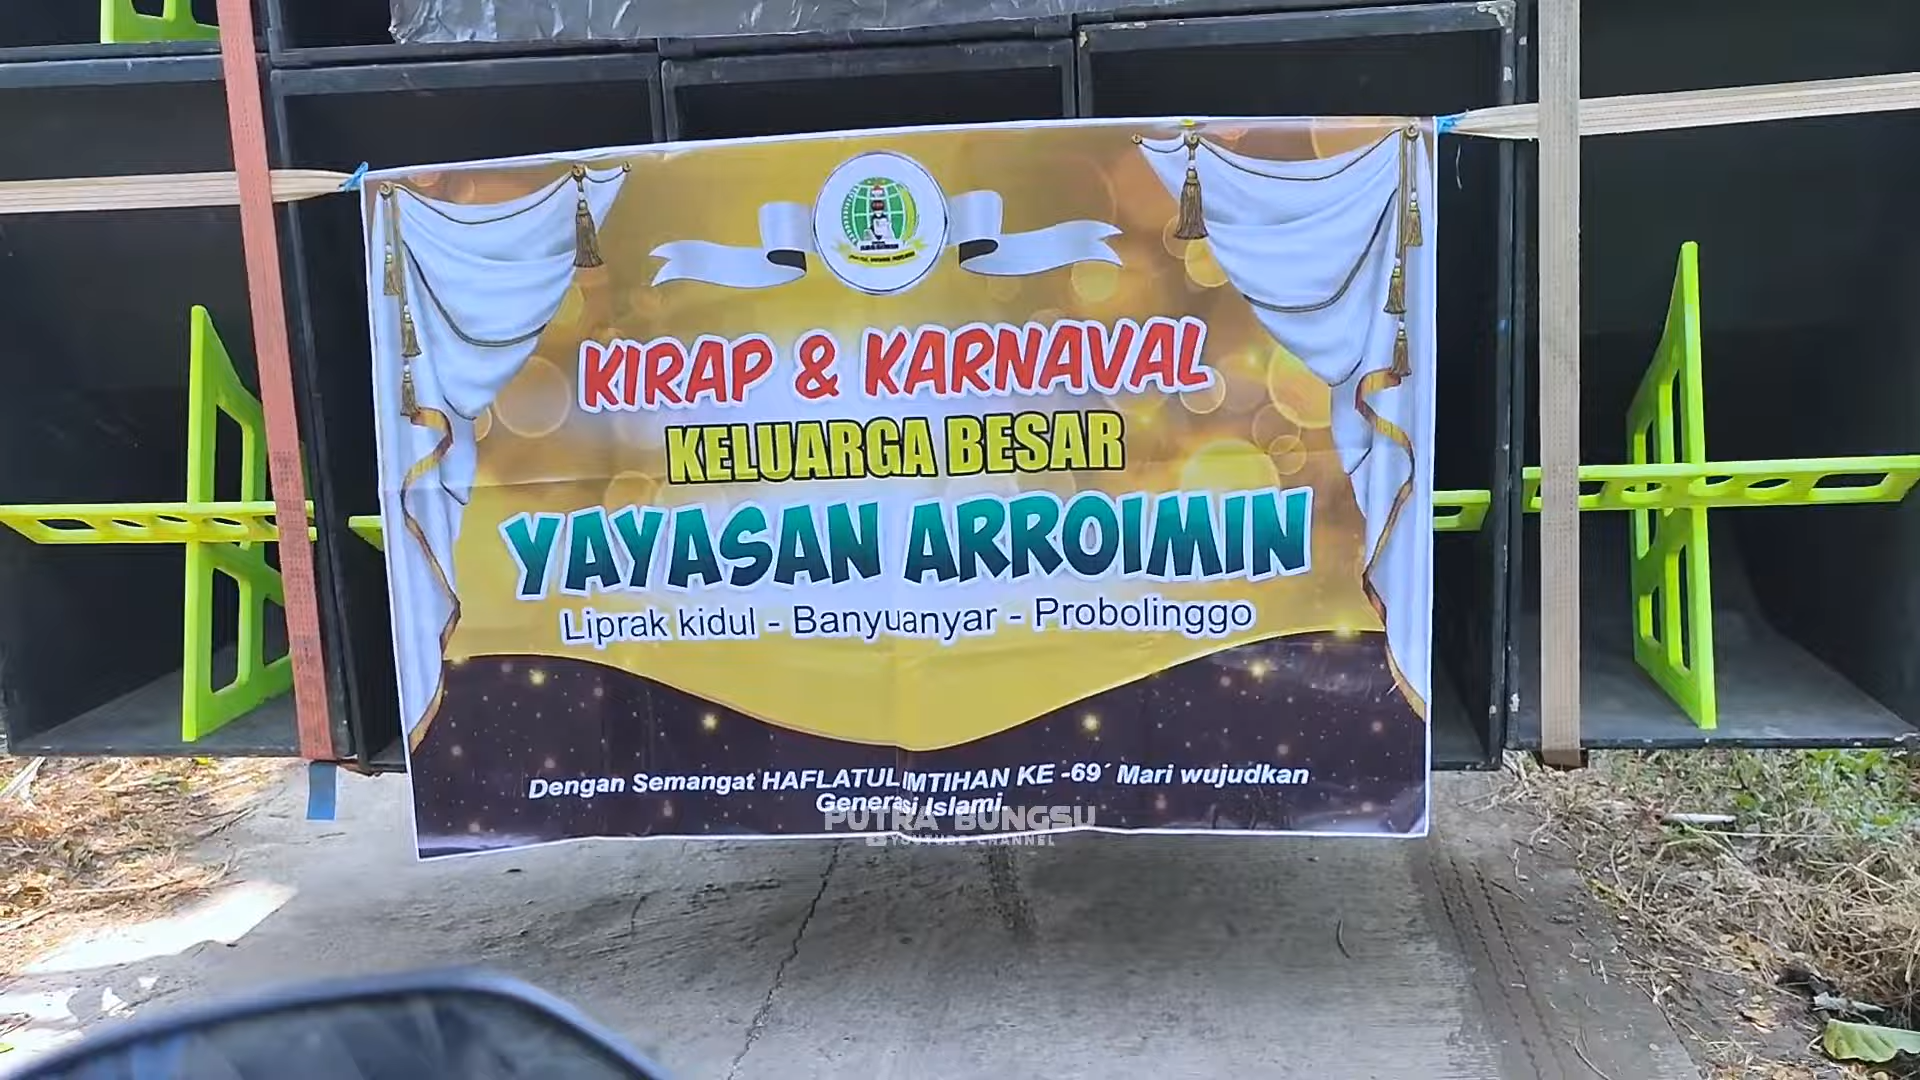 KIRAP & KARNAVAL
KELUARGA BESAR
YAYASAN ARROIMIN
Liprak kidul - Banyuanyar - Probolinggo
Dengan Semangat HAFLATUL IMTIHAN KE -69´ Mari wujudkan
Generasi Islami
PUTRA BUNGSU
YOUTUBE CHANNEL